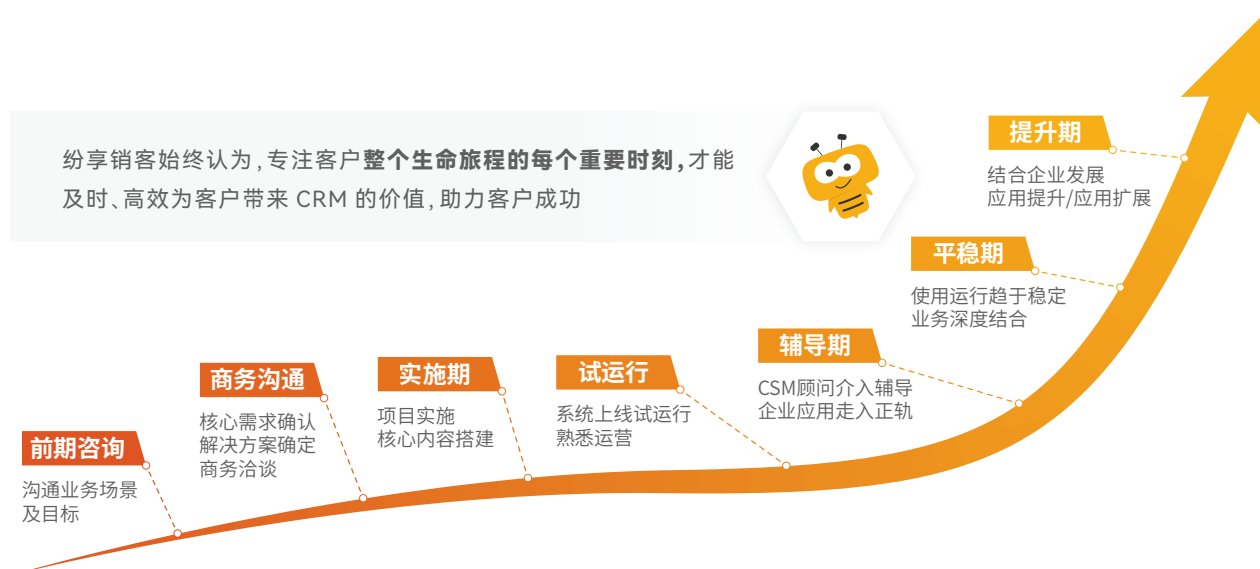 纷享销客始终认为,专注客户整个生命旅程的每个重要时刻,才能
及时、高效为客户带来 CRM 的价值,助力客户成功
前期咨询
沟通业务场景
及目标
商务沟通
核心需求确认
解决方案确定
商务洽谈
实施期
项目实施
核心内容搭建
试运行
系统上线试运行
熟悉运营
辅导期
CSM顾问介入辅导
企业应用走入正轨
平稳期
使用运行趋于稳定
业务深度结合
提升期
结合企业发展
应用提升/应用扩展